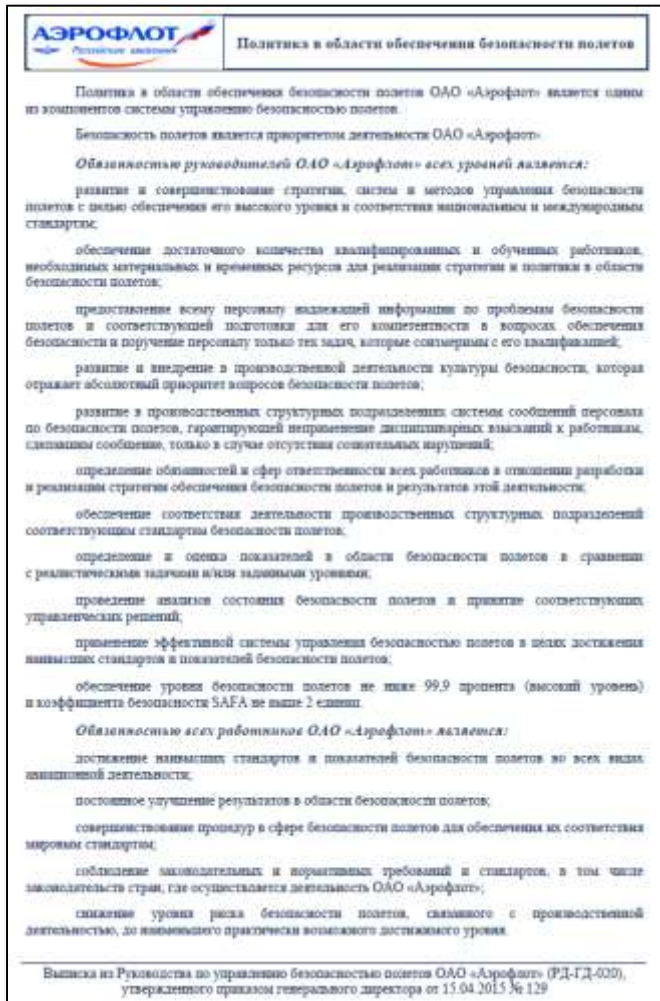 АЭРОФЛОТ
Российские авиалинии
Политика в области обеспечения безопасности полетов
Политика в области обеспечения безопасности полетов ОАО «Аэрофлот» является одним
из компонентов системы управлению безопасностью полетов.
Безопасность полетов является приоритетом деятельности ОАО «Аэрофлот»
Обязанностью руководителей ОАО «Аэрофлот» всех уровней является:
развитие и совершенствование стратегии, систем и методов управления безопасности
полетов с целью обеспечения его высокого уровня и соответствия национальным и международным
стандартам;
обеспечение достаточного количества квалифицированных и обученных работников,
необходимых материальных и временных ресурсов для реализации стратегии и политики в области
безопасности полетов;
предоставление всему персоналу надлежащей информации по проблемам безопасности
полетов и соответствующей подготовки для его компетентности в вопросах обеспечения
безопасности и поручение персоналу только тех задач, которые соизмеримы с его квалификацией;
развитие и внедрение в производственной деятельности культуры безопасности, которая
отражает абсолютный приоритет вопросов безопасности полетов;
развитие в производственных структурных подразделениях системы сообщений персонала
по безопасности полетов, гарантирующей неприменение дисциплинарных взысканий к работникам,
сделавшим сообщение, только в случае отсутствия сознательных нарушений;
определение обязанностей и сфер ответственности всех работников в отношении разработки
и реализации стратегии обеспечения безопасности полетов и результатов этой деятельности;
обеспечение соответствия деятельности производственных структурных подразделений
соответствующим стандартам безопасности полетов;
определение и оценка показателей в области безопасности полетов в сравнении
с реалистическими задачами и/или заданными уровнями;
проведение анализов состояния безопасности полетов и принятие соответствующих
управленческих решений;
применение эффективной системы управления безопасностью полетов в целях достижения
наивысших стандартов и показателей безопасности полетов;
обеспечение уровня безопасности полетов не ниже 99,9 процента (высокий уровень)
и коэффициента безопасности SAFA не выше 2 единиц.
Обязанностью всех работников ОАО «Аэрофлот» является:
достижение наивысших стандартов и показателей безопасности полетов во всех видах
авиационной деятельности;
постоянное улучшение результатов в области безопасности полетов;
совершенствование процедур в сфере безопасности полетов для обеспечения их соответствия
мировым стандартам;
соблюдение законодательных и нормативных требований и стандартов, в том числе
законодательств стран, где осуществляется деятельность ОАО «Аэрофлот»;
снижение уровня риска безопасности полетов, связанного с производственной
деятельностью, до наименьшего практически возможного достижимого уровня.
Выписка из Руководства по управлению безопасностью полетов ОАО «Аэрофлот» (РД-ГД-020),
утвержденного приказом генерального директора от 15.04.2015 № 129